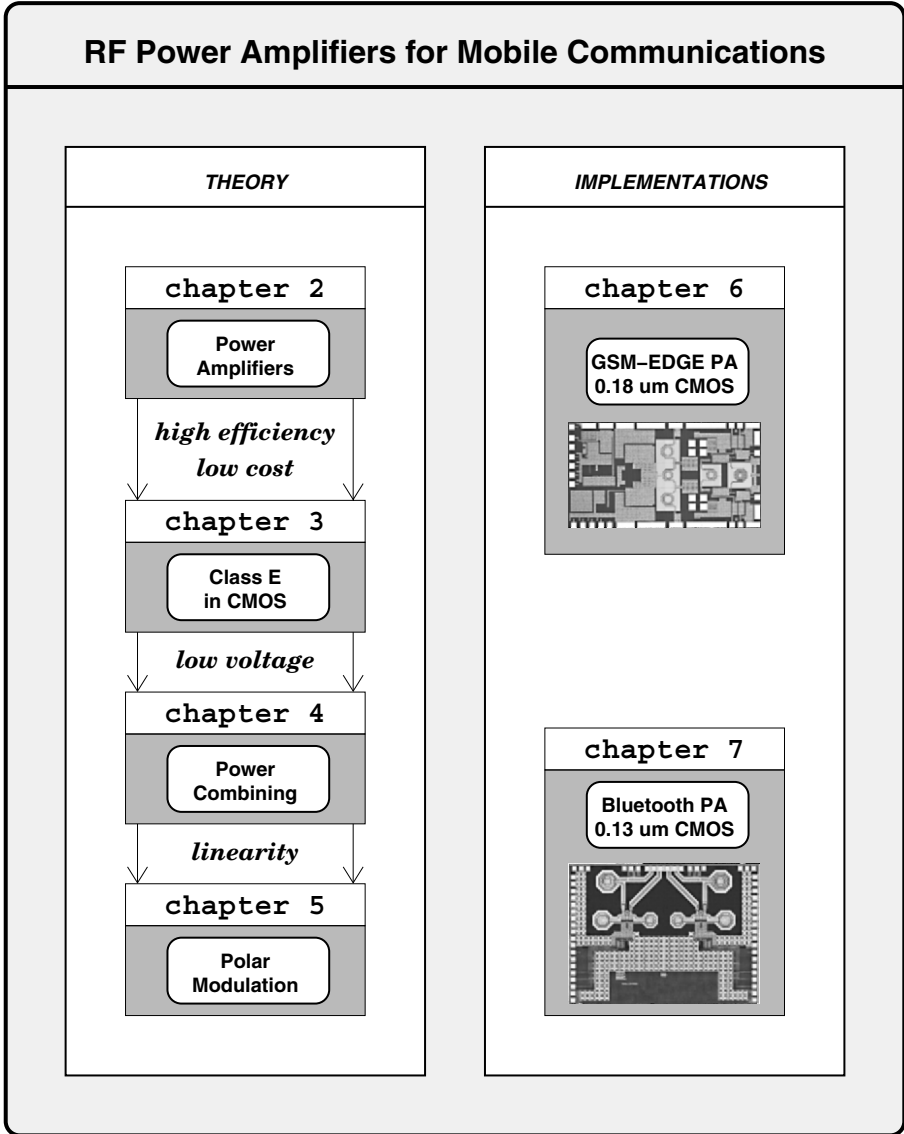 RF Power Amplifiers for Mobile Communications
THEORY
chapter 2
Power
Amplifiers
high efficiency
low cost
chapter 3
Class E
in CMOS
low voltage
chapter 4
Power
Combining
linearity
chapter 5
Polar
Modulation
IMPLEMENTATIONS
chapter 6
GSM−EDGE PA
0.18 um CMOS
chapter 7
Bluetooth PA
0.13 um CMOS